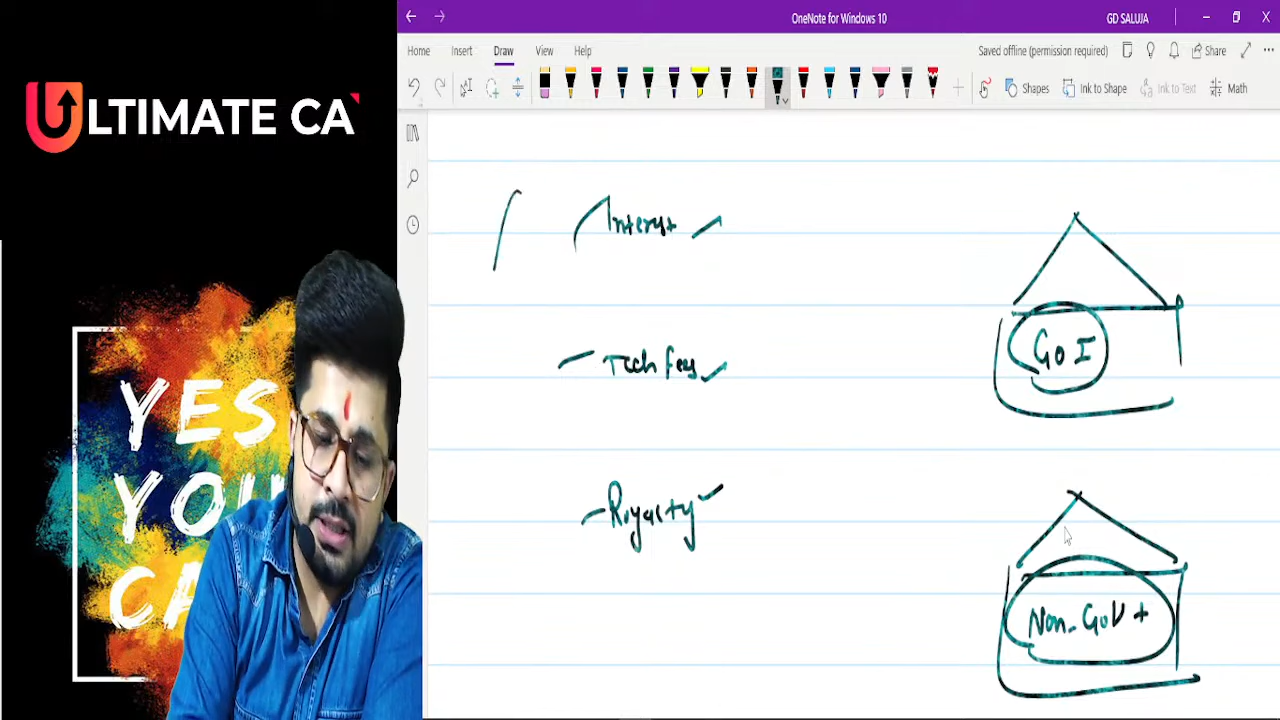 ULTIMATE CA
YES
YOU
CA
OneNote for Windows 10
GD SALUJA
Home
Insert
Draw
View
Help
Saved offline (permission required)
Share
Shapes
Ink to Shape
Ink to Text
Math
Interest
Tech Fees
Royalty
GoI
Non-Govt